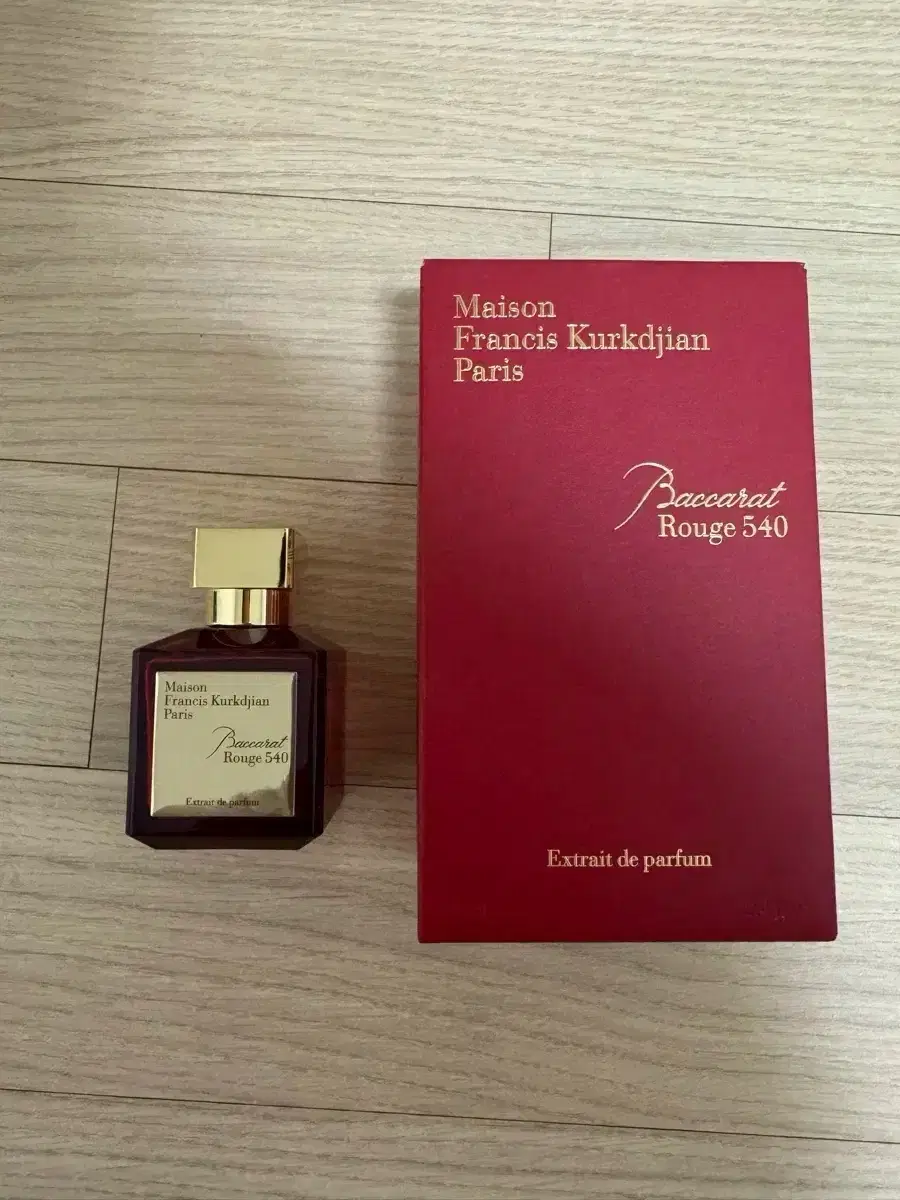 Maison
Francis Kurkdjian
Paris
Baccarat
Rouge 540
Extrait de parfum
Maison
Francis Kurkdjian
Paris
Baccarat
Rouge 540
Extrait de parfum